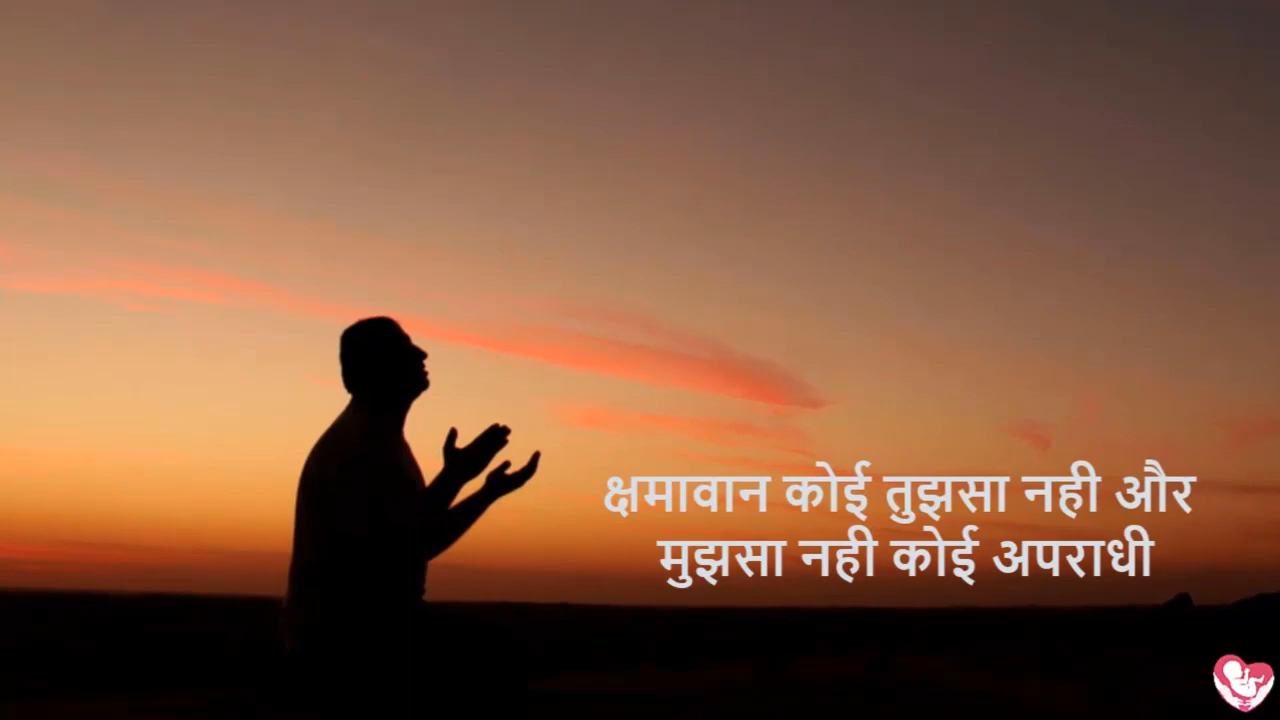 क्षमावान कोई तुझसा नही और
मुझसा नही कोई अपराधी